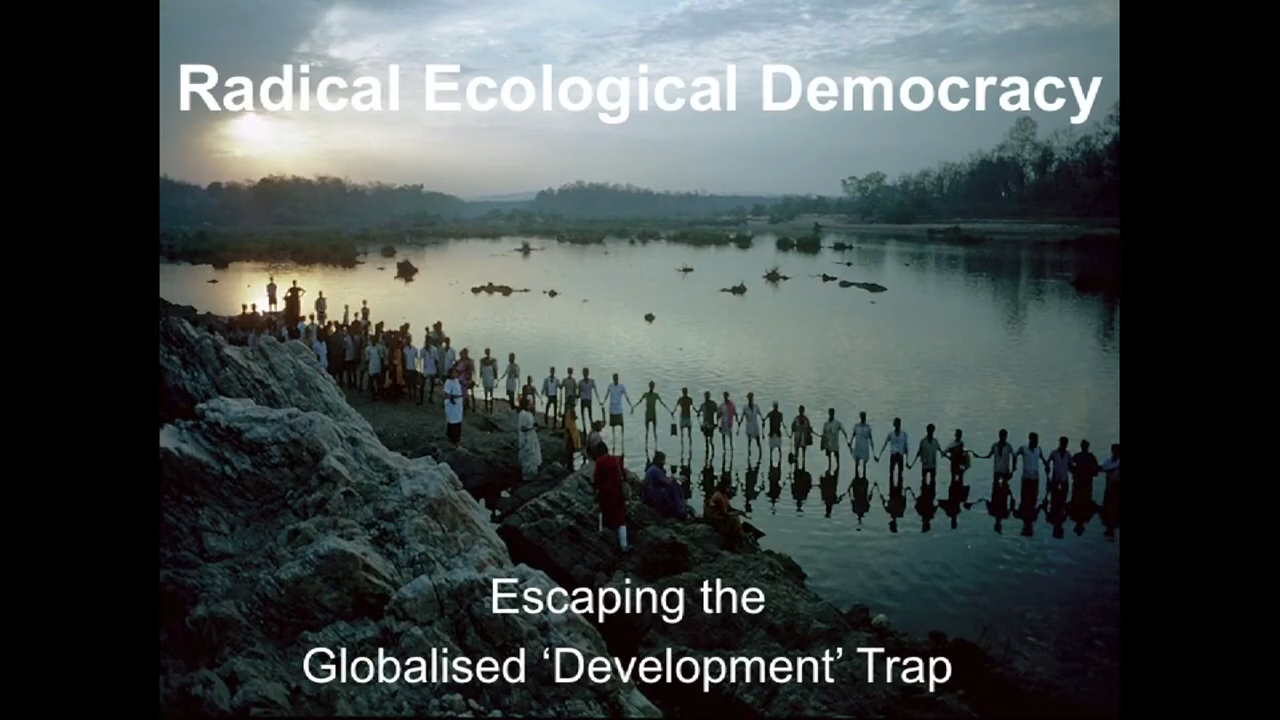 Radical Ecological Democracy
Escaping the
Globalised ‘Development’ Trap